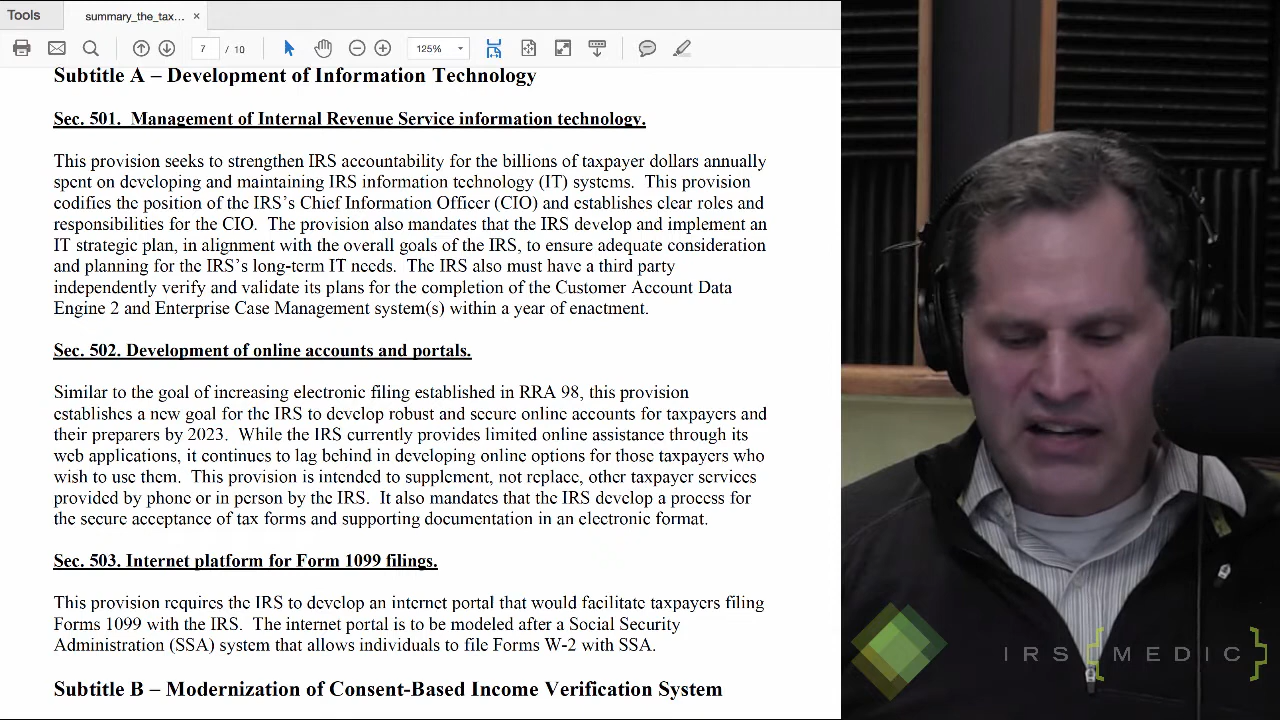 Tools
summary_the_tax... ×
7 / 10
125%
Subtitle A – Development of Information Technology
Sec. 501.  Management of Internal Revenue Service information technology.
This provision seeks to strengthen IRS accountability for the billions of taxpayer dollars annually
spent on developing and maintaining IRS information technology (IT) systems.  This provision
codifies the position of the IRS’s Chief Information Officer (CIO) and establishes clear roles and
responsibilities for the CIO.  The provision also mandates that the IRS develop and implement an
IT strategic plan, in alignment with the overall goals of the IRS, to ensure adequate consideration
and planning for the IRS’s long-term IT needs.  The IRS also must have a third party
independently verify and validate its plans for the completion of the Customer Account Data
Engine 2 and Enterprise Case Management system(s) within a year of enactment.
Sec. 502. Development of online accounts and portals.
Similar to the goal of increasing electronic filing established in RRA 98, this provision
establishes a new goal for the IRS to develop robust and secure online accounts for taxpayers and
their preparers by 2023.  While the IRS currently provides limited online assistance through its
web applications, it continues to lag behind in developing online options for those taxpayers who
wish to use them.  This provision is intended to supplement, not replace, other taxpayer services
provided by phone or in person by the IRS.  It also mandates that the IRS develop a process for
the secure acceptance of tax forms and supporting documentation in an electronic format.
Sec. 503. Internet platform for Form 1099 filings.
This provision requires the IRS to develop an internet portal that would facilitate taxpayers filing
Forms 1099 with the IRS.  The internet portal is to be modeled after a Social Security
Administration (SSA) system that allows individuals to file Forms W-2 with SSA.
Subtitle B – Modernization of Consent-Based Income Verification System
IRS{MEDIC}